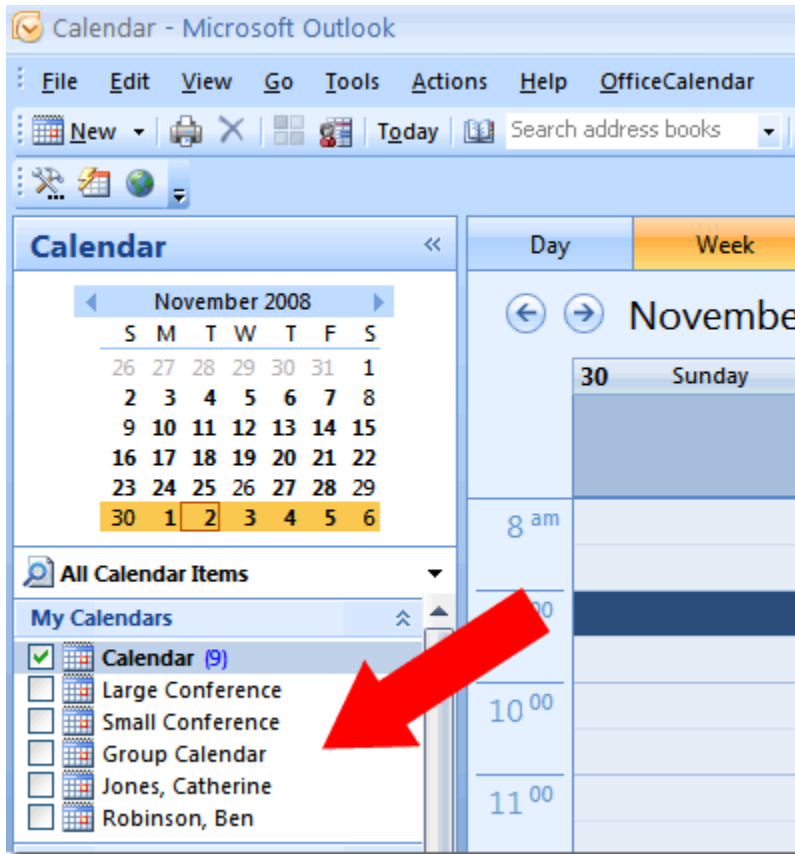 Calendar - Microsoft Outlook
File Edit View Go Tools Actions Help OfficeCalendar
New Today Search address books
Calendar «
Day Week
November 2008
S M T W T F S
26 27 28 29 30 31 1
2 3 4 5 6 7 8
9 10 11 12 13 14 15
16 17 18 19 20 21 22
23 24 25 26 27 28 29
30 1 2 3 4 5 6
Novembe
30 Sunday
All Calendar Items
My Calendars
Calendar (9)
Large Conference
Small Conference
Group Calendar
Jones, Catherine
Robinson, Ben
8 am
00
10 00
11 00